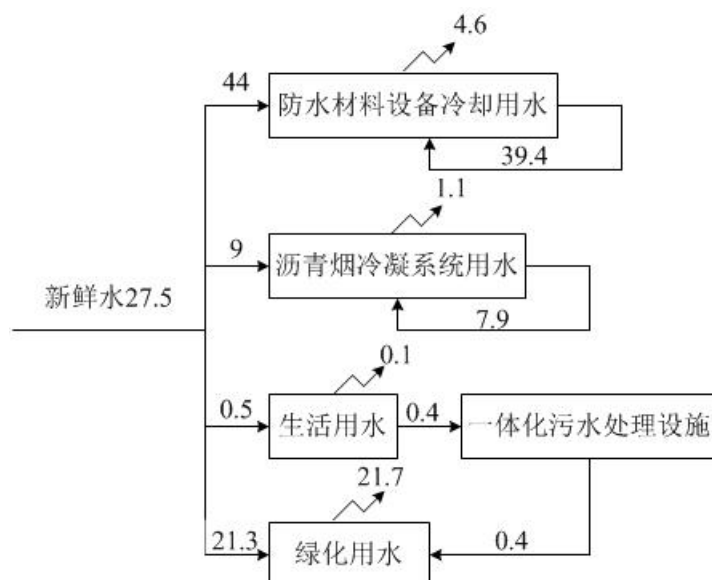 4.6
44
防水材料设备冷却用水
39.4
1.1
9
沥青烟冷凝系统用水
7.9
新鲜水27.5
0.1
0.5
生活用水
0.4
一体化污水处理设施
21.7
21.3
绿化用水
0.4